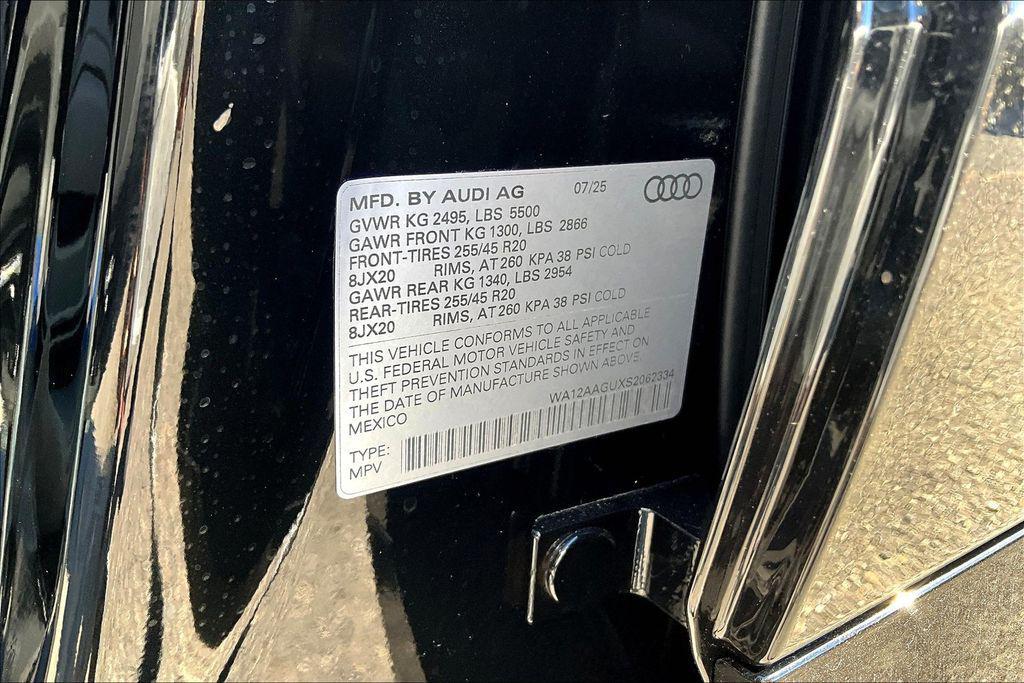 MFD. BY AUDI AG 07/25
GVWR KG 2495, LBS 5500
GAWR FRONT KG 1300, LBS 2866
FRONT-TIRES 255/45 R20
8JX20 RIMS, AT 260 KPA 38 PSI COLD
GAWR REAR KG 1340, LBS 2954
REAR-TIRES 255/45 R20
8JX20 RIMS, AT 260 KPA 38 PSI COLD
THIS VEHICLE CONFORMS TO ALL APPLICABLE
U.S. FEDERAL MOTOR VEHICLE SAFETY AND
THEFT PREVENTION STANDARDS IN EFFECT ON
THE DATE OF MANUFACTURE SHOWN ABOVE.
MEXICO WA12AAGUXS2062334
TYPE:
MPV